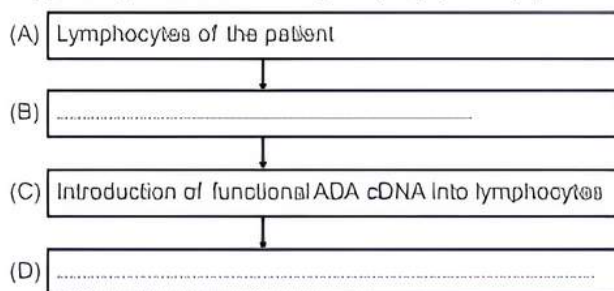 (A) Lymphocytes of the patient
(B) ........................................
(C) Introduction of functional ADA cDNA into lymphocytes
(D) ........................................